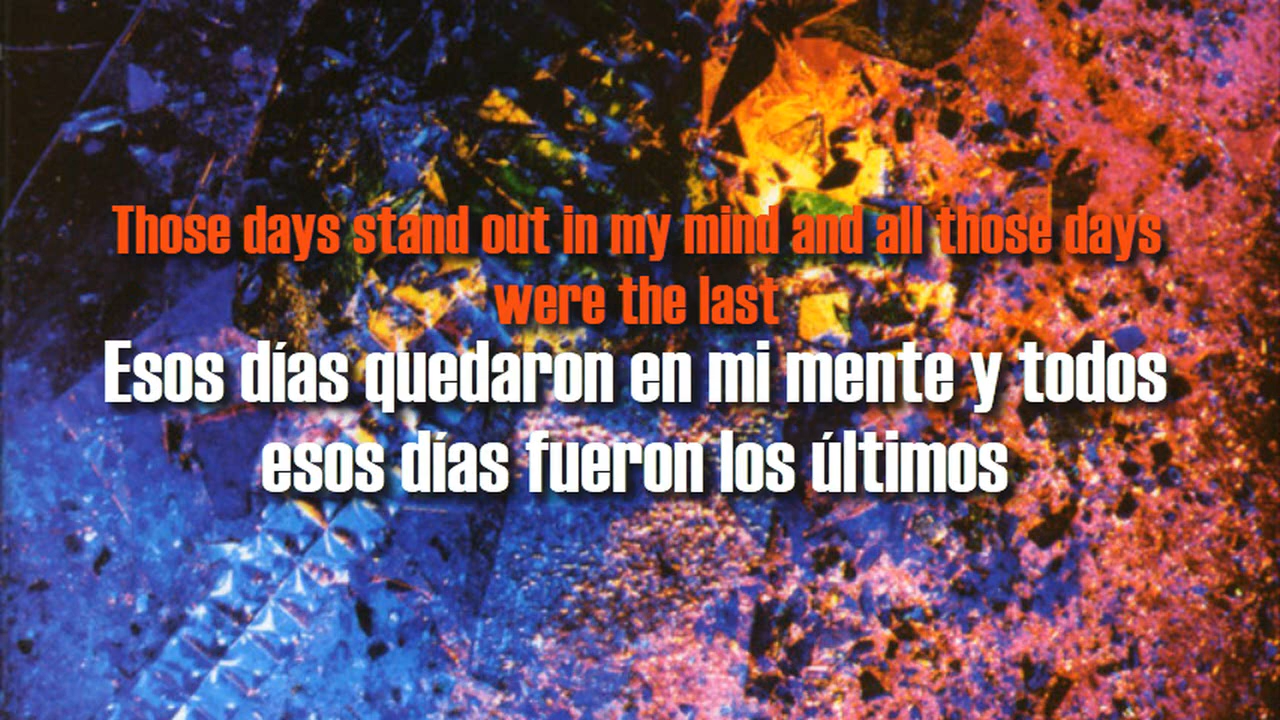 Those days stand out in my mind and all those days
were the last
Esos días quedaron en mi mente y todos
esos días fueron los últimos